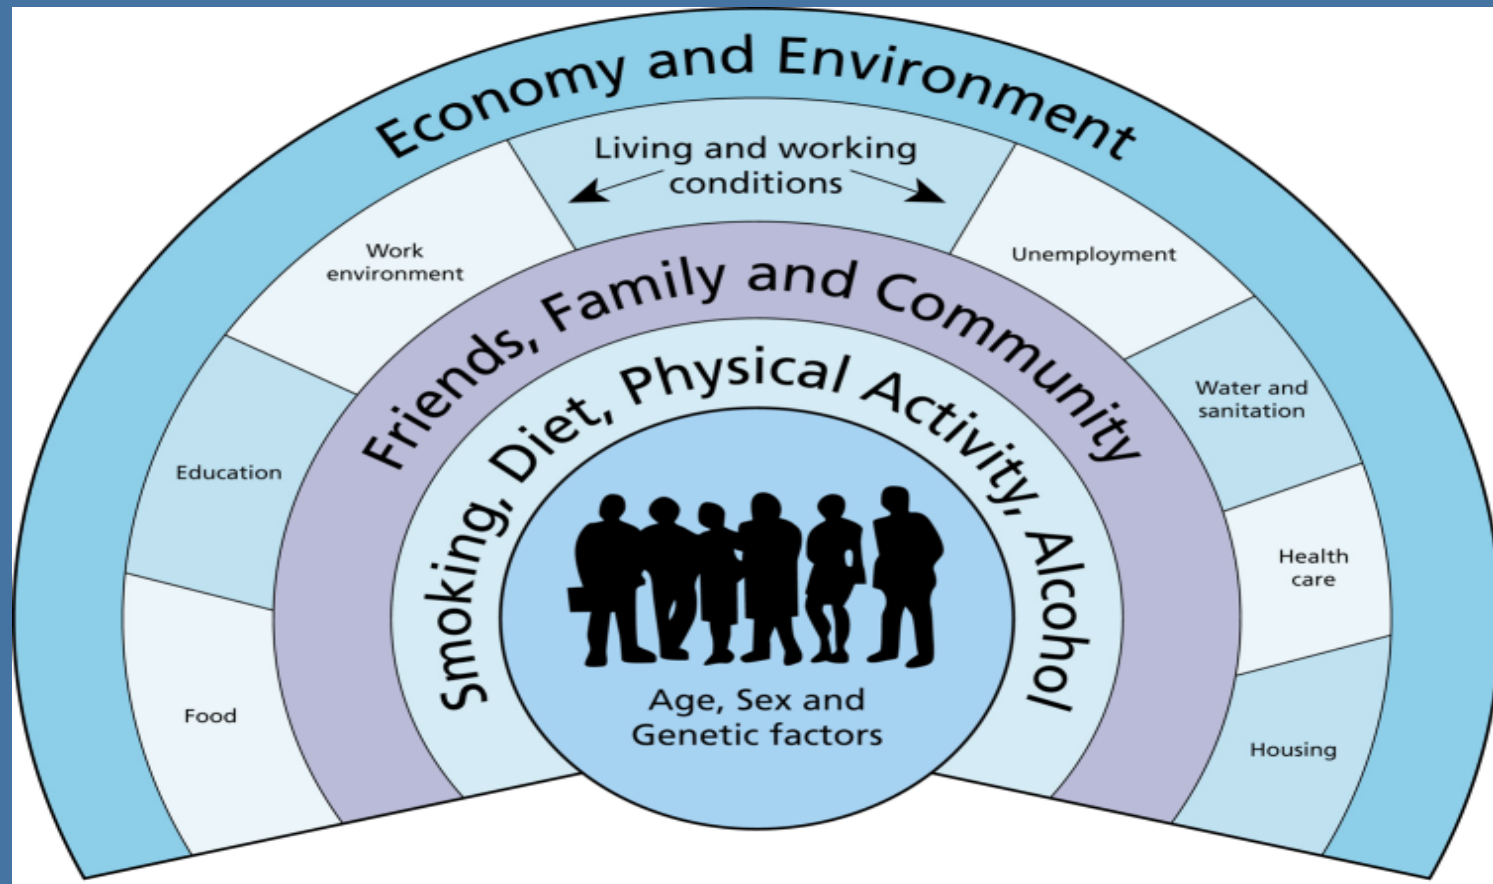 Economy and Environment
Living and working
conditions
Work
environment
Unemployment
Friends, Family and Community
Water and
sanitation
Smoking, Diet, Physical Activity, Alcohol
Education
Health
care
Age, Sex and
Genetic factors
Food
Housing